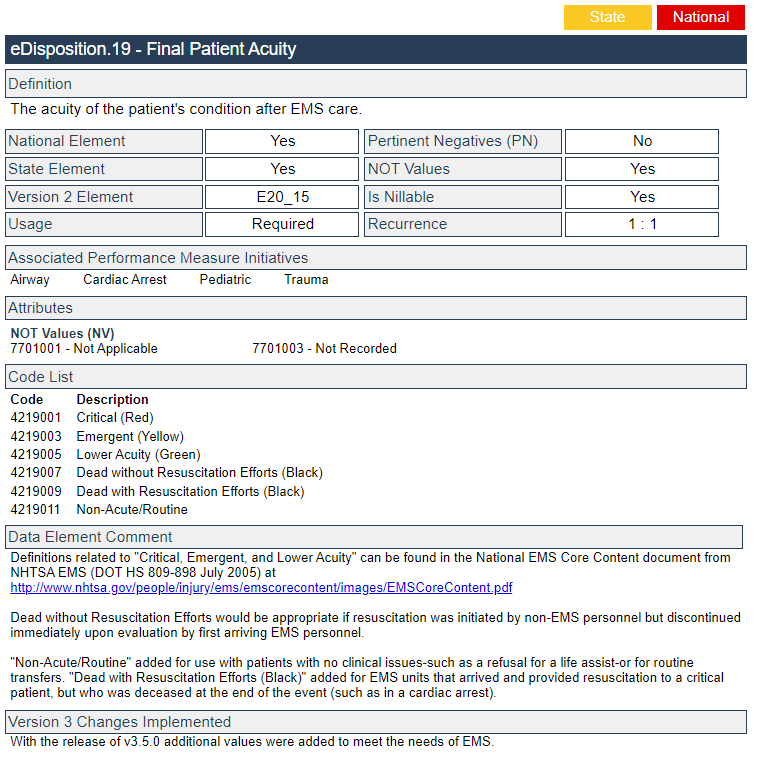 State National
eDisposition.19 - Final Patient Acuity
Definition
The acuity of the patient's condition after EMS care.
National Element Yes Pertinent Negatives (PN) No
State Element Yes NOT Values Yes
Version 2 Element E20_15 Is Nillable Yes
Usage Required Recurrence 1 : 1
Associated Performance Measure Initiatives
Airway Cardiac Arrest Pediatric Trauma
Attributes
NOT Values (NV)
7701001 - Not Applicable 7701003 - Not Recorded
Code List
Code Description
4219001 Critical (Red)
4219003 Emergent (Yellow)
4219005 Lower Acuity (Green)
4219007 Dead without Resuscitation Efforts (Black)
4219009 Dead with Resuscitation Efforts (Black)
4219011 Non-Acute/Routine
Data Element Comment
Definitions related to "Critical, Emergent, and Lower Acuity" can be found in the National EMS Core Content document from
NHTSA EMS (DOT HS 809-898 July 2005) at
http://www.nhtsa.gov/people/injury/ems/emscorecontent/images/EMSCoreContent.pdf
Dead without Resuscitation Efforts would be appropriate if resuscitation was initiated by non-EMS personnel but discontinued
immediately upon evaluation by first arriving EMS personnel.
"Non-Acute/Routine" added for use with patients with no clinical issues-such as a refusal for a life assist-or for routine
transfers. "Dead with Resuscitation Efforts (Black)" added for EMS units that arrived and provided resuscitation to a critical
patient, but who was deceased at the end of the event (such as in a cardiac arrest).
Version 3 Changes Implemented
With the release of v3.5.0 additional values were added to meet the needs of EMS.